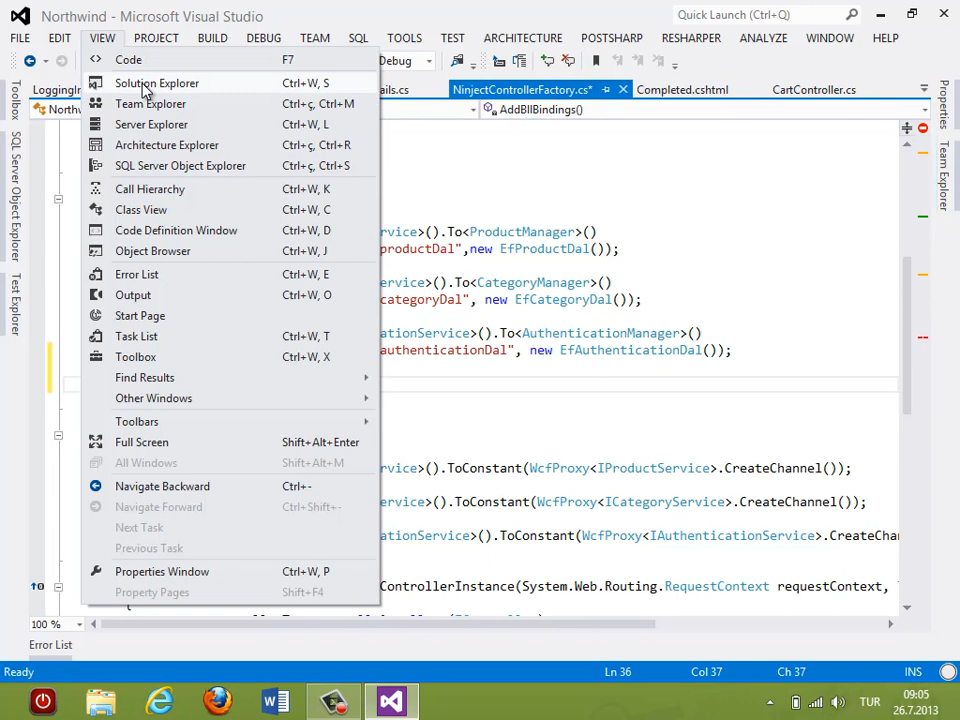 Northwind - Microsoft Visual Studio
Quick Launch (Ctrl+Q)
FILE EDIT VIEW PROJECT BUILD DEBUG TEAM SQL TOOLS TEST ARCHITECTURE POSTSHARP RESHARPER ANALYZE WINDOW HELP
Debug
ails.cs NinjectControllerFactory.cs* Completed.cshtml CartController.cs
AddBllBindings()
Code F7
Solution Explorer Ctrl+W, S
Team Explorer Ctrl+ç, Ctrl+M
Server Explorer Ctrl+W, L
Architecture Explorer Ctrl+ç, Ctrl+R
SQL Server Object Explorer Ctrl+ç, Ctrl+S
Call Hierarchy Ctrl+W, K
Class View Ctrl+W, C
Code Definition Window Ctrl+W, D
Object Browser Ctrl+W, J
Error List Ctrl+W, E
Output Ctrl+W, O
Start Page
Task List Ctrl+W, T
Toolbox Ctrl+W, X
Find Results
Other Windows
Toolbars
Full Screen Shift+Alt+Enter
All Windows Shift+Alt+M
Navigate Backward Ctrl+-
Navigate Forward Ctrl+Shift+-
Next Task
Previous Task
Properties Window Ctrl+W, P
Property Pages Shift+F4
Toolbox
SQL Server Object Explorer
Test Explorer
LoggingIn
Northw
rvice>().To<ProductManager>()
productDal",new EfProductDal());
ervice>().To<CategoryManager>()
categoryDal", new EfCategoryDal());
ationService>().To<AuthenticationManager>()
authenticationDal", new EfAuthenticationDal());
rvice>().ToConstant(WcfProxy<IProductService>.CreateChannel());
ervice>().ToConstant(WcfProxy<ICategoryService>.CreateChannel());
ationService>().ToConstant(WcfProxy<IAuthenticationService>.CreateChan
ControllerInstance(System.Web.Routing.RequestContext requestContext,
Properties
Team Explorer
100 %
Error List
Ready Ln 36 Col 37 Ch 37 INS
TUR
09:05
26.7.2013